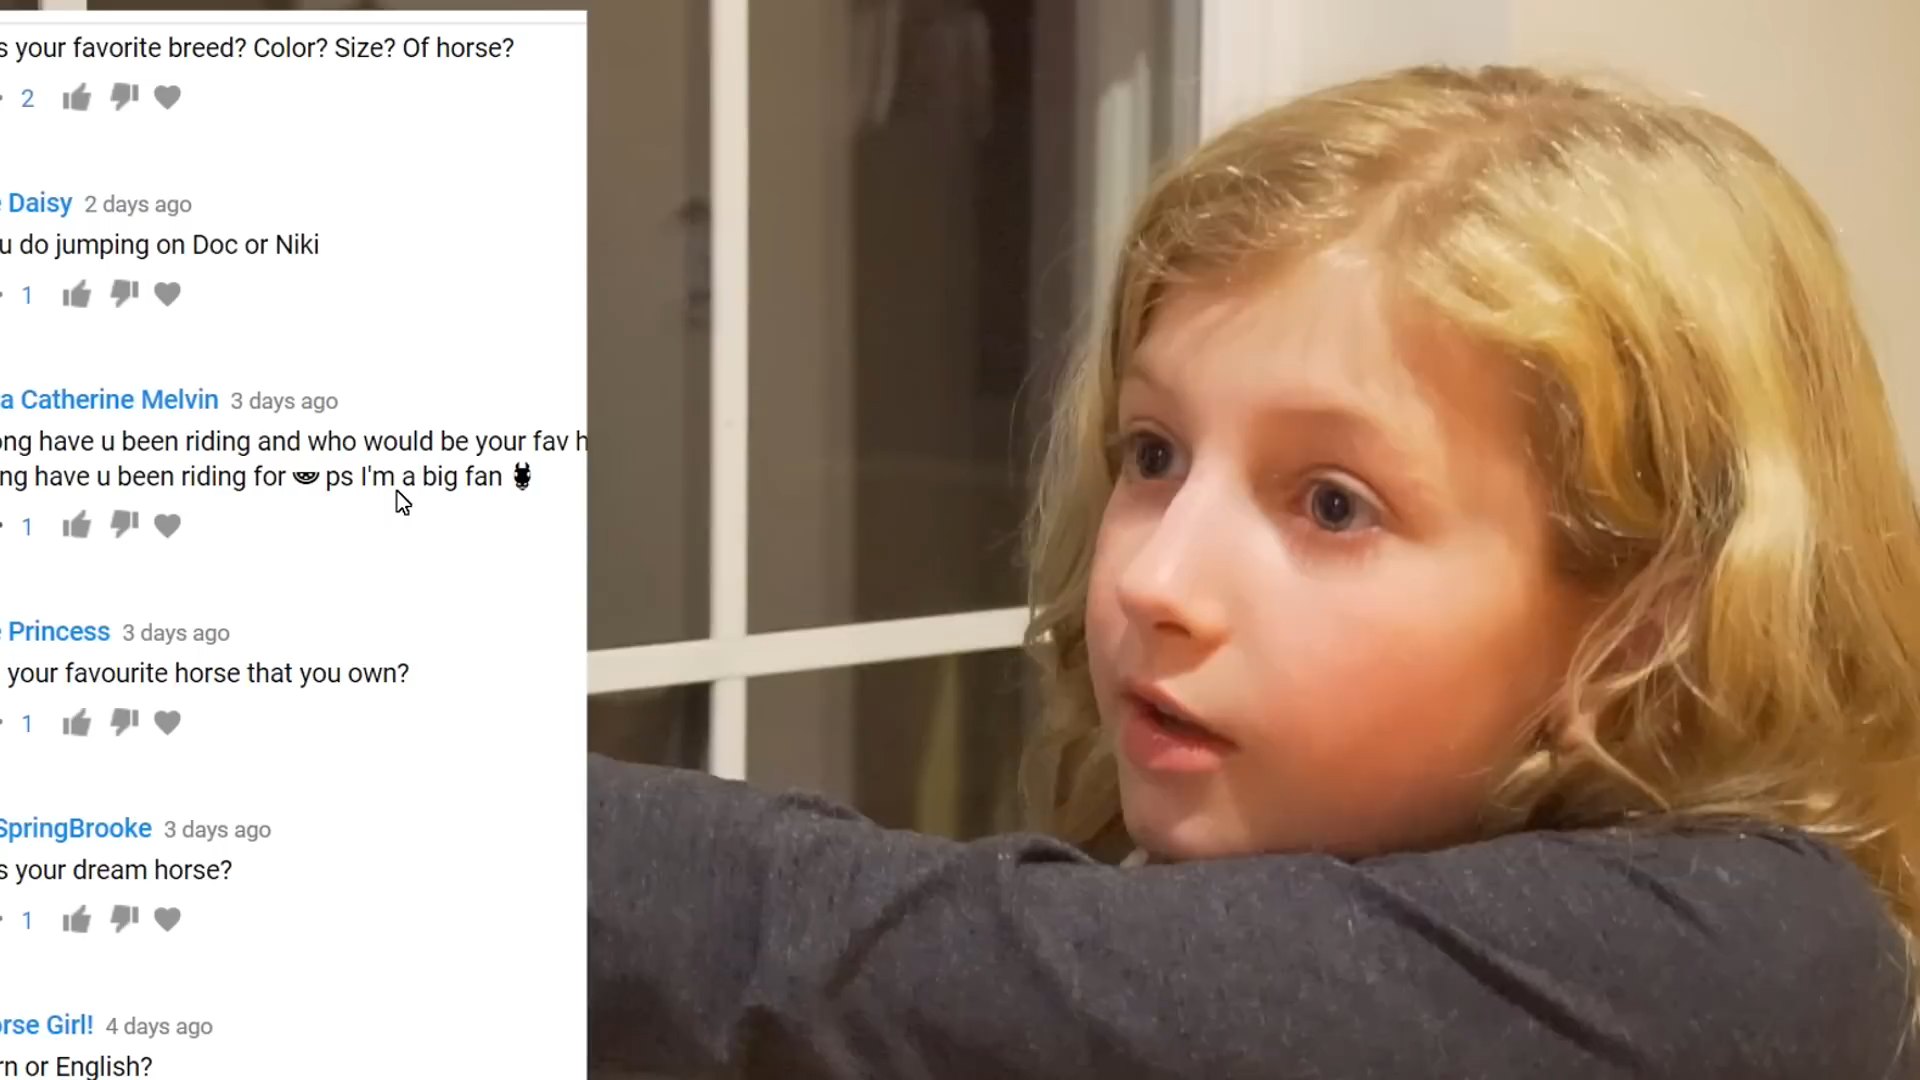 s your favorite breed? Color? Size? Of horse?
2
e Daisy 2 days ago
u do jumping on Doc or Niki
1
a Catherine Melvin 3 days ago
ong have u been riding and who would be your fav h
ng have u been riding for ps I'm a big fan
1
e Princess 3 days ago
your favourite horse that you own?
1
SpringBrooke 3 days ago
s your dream horse?
1
orse Girl! 4 days ago
rn or English?